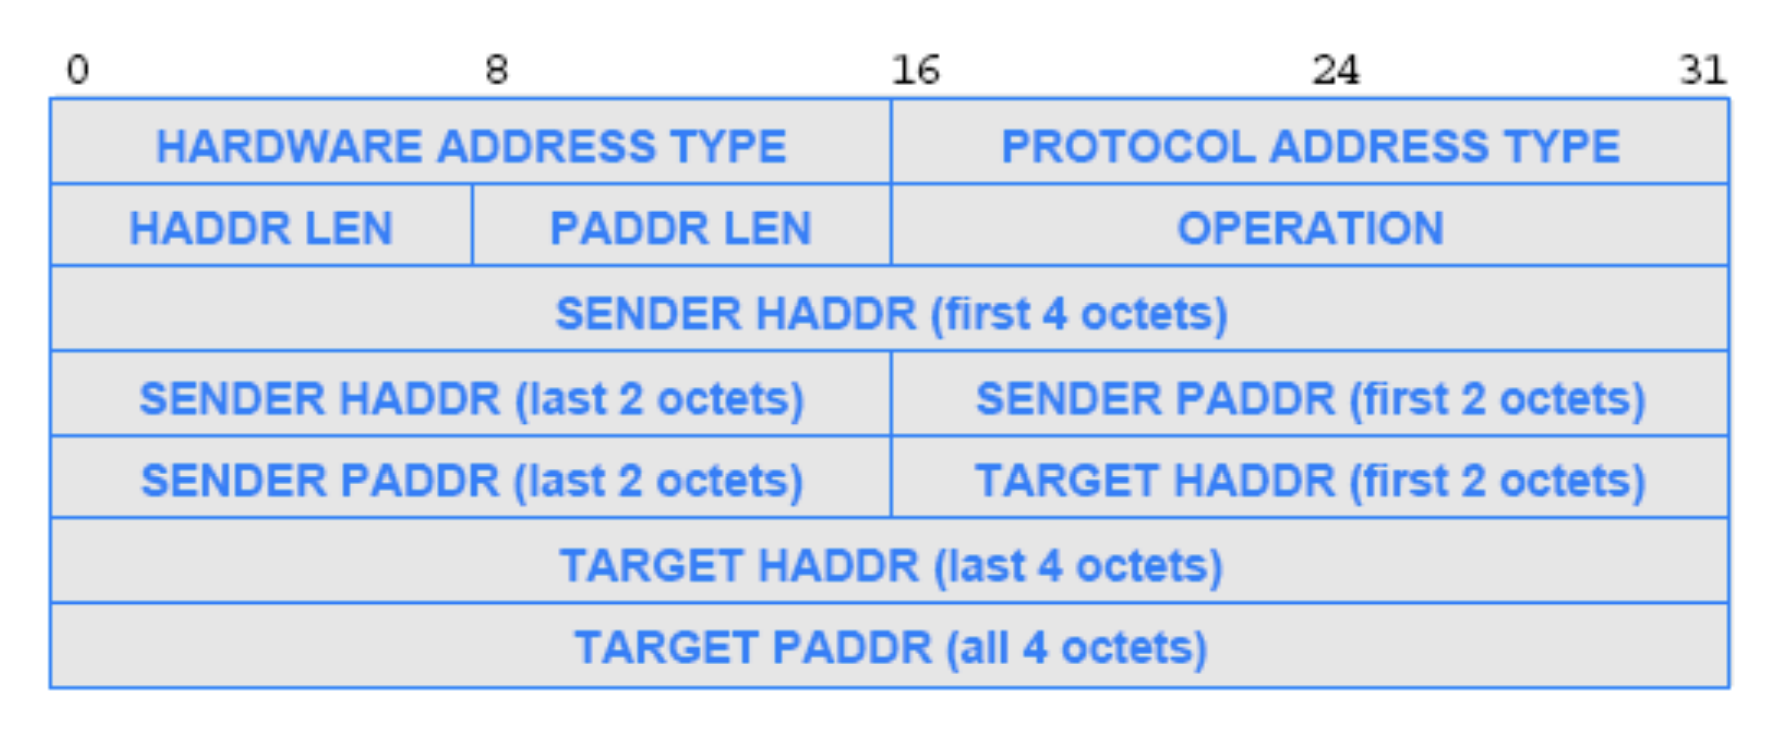 0 8 16 24 31
HARDWARE ADDRESS TYPE PROTOCOL ADDRESS TYPE
HADDR LEN PADDR LEN OPERATION
SENDER HADDR (first 4 octets)
SENDER HADDR (last 2 octets) SENDER PADDR (first 2 octets)
SENDER PADDR (last 2 octets) TARGET HADDR (first 2 octets)
TARGET HADDR (last 4 octets)
TARGET PADDR (all 4 octets)